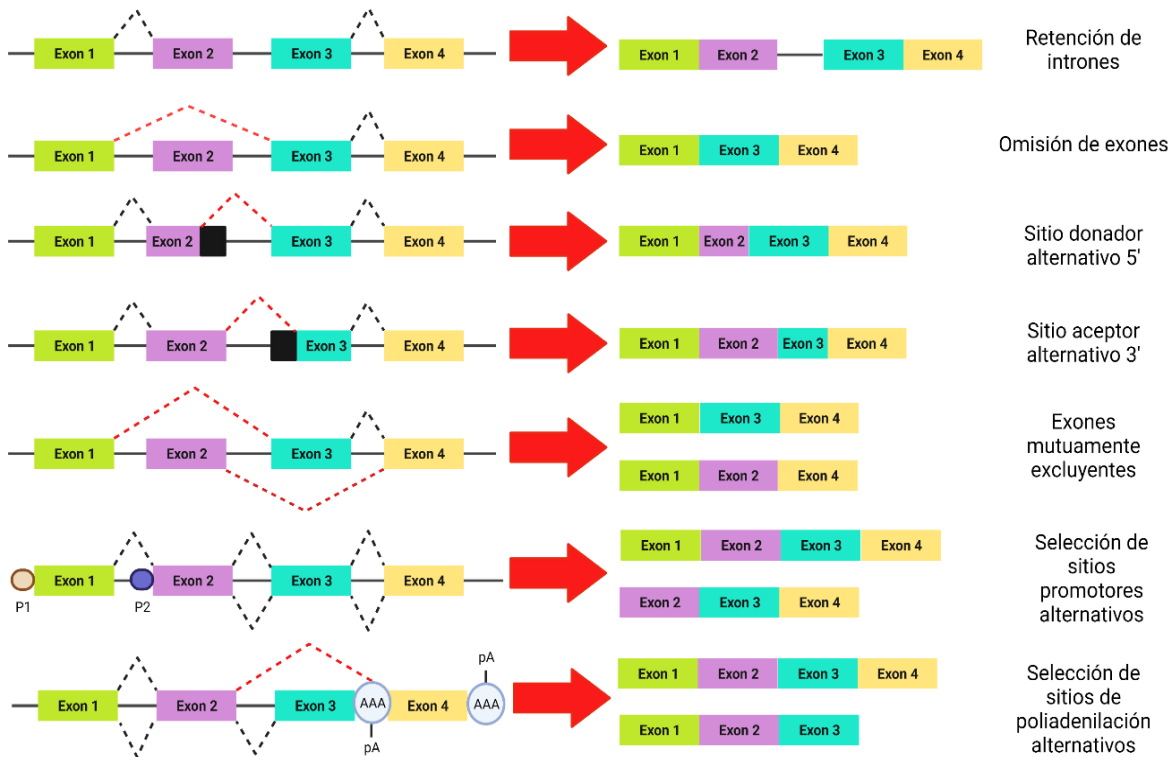 Exon 1 Exon 2 Exon 3 Exon 4 Exon 1 Exon 2 Exon 3 Exon 4
Retención de
intrones
Exon 1 Exon 2 Exon 3 Exon 4 Exon 1 Exon 3 Exon 4
Omisión de exones
Exon 1 Exon 2 Exon 3 Exon 4 Exon 1 Exon 2 Exon 3 Exon 4
Sitio donador
alternativo 5'
Exon 1 Exon 2 Exon 3 Exon 4 Exon 1 Exon 2 Exon 3 Exon 4
Sitio aceptor
alternativo 3'
Exon 1 Exon 2 Exon 3 Exon 4
Exon 1 Exon 3 Exon 4
Exon 1 Exon 2 Exon 4
Exones
mutuamente
excluyentes
Exon 1 Exon 2 Exon 3 Exon 4
P1 P2
Exon 1 Exon 2 Exon 3 Exon 4
Exon 2 Exon 3 Exon 4
Selección de
sitios
promotores
alternativos
pA
Exon 1 Exon 2 Exon 3 AAA Exon 4 AAA
pA
Exon 1 Exon 2 Exon 3 Exon 4
Exon 1 Exon 2 Exon 3
Selección de
sitios de
poliadenilación
alternativos